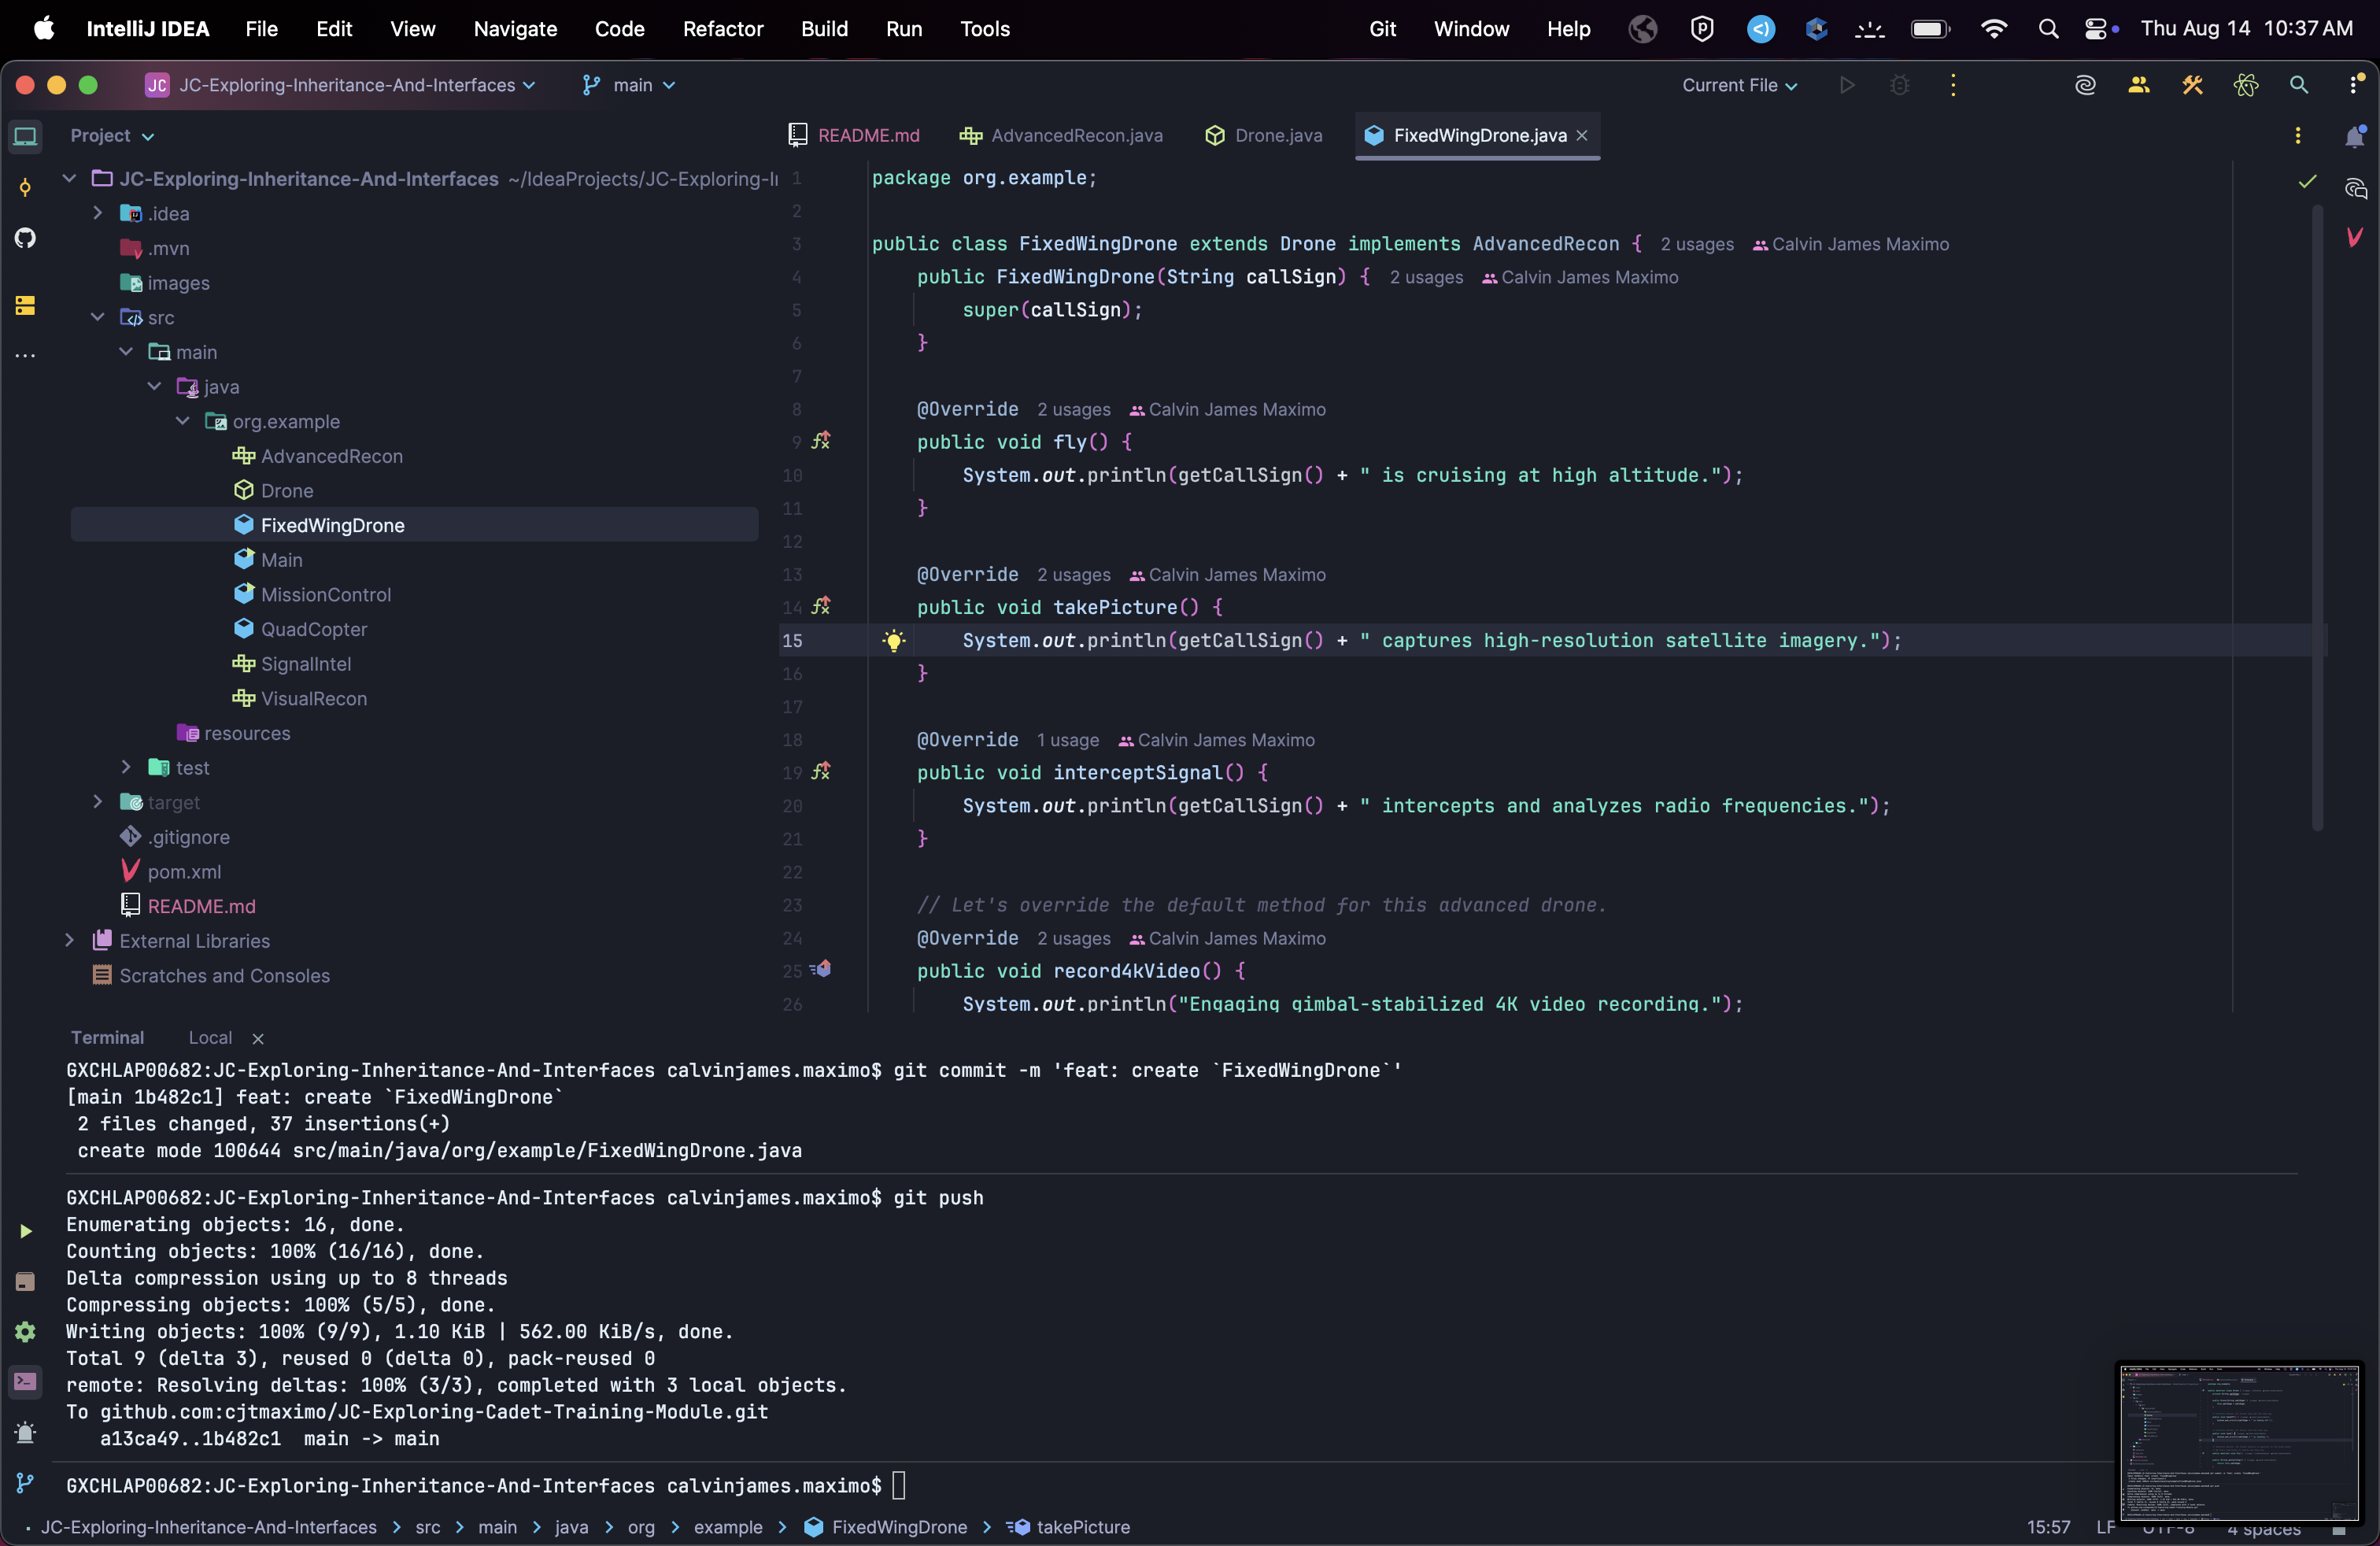 IntelliJ IDEA File Edit View Navigate Code Refactor Build Run Tools Git Window Help Thu Aug 14 10:37 AM
JC JC-Exploring-Inheritance-And-Interfaces main Current File
Project
README.md AdvancedRecon.java Drone.java FixedWingDrone.java
JC-Exploring-Inheritance-And-Interfaces ~/IdeaProjects/JC-Exploring-I
.idea
.mvn
images
src
main
java
org.example
AdvancedRecon
Drone
FixedWingDrone
Main
MissionControl
QuadCopter
SignalIntel
VisualRecon
resources
test
target
.gitignore
pom.xml
README.md
External Libraries
Scratches and Consoles
1 package org.example;
2
3 public class FixedWingDrone extends Drone implements AdvancedRecon { 2 usages Calvin James Maximo
4 public FixedWingDrone(String callSign) { 2 usages Calvin James Maximo
5 super(callSign);
6 }
7
8 @Override 2 usages Calvin James Maximo
9 public void fly() {
10 System.out.println(getCallSign() + " is cruising at high altitude.");
11 }
12
13 @Override 2 usages Calvin James Maximo
14 public void takePicture() {
15 System.out.println(getCallSign() + " captures high-resolution satellite imagery.");
16 }
17
18 @Override 1 usage Calvin James Maximo
19 public void interceptSignal() {
20 System.out.println(getCallSign() + " intercepts and analyzes radio frequencies.");
21 }
22
23 // Let's override the default method for this advanced drone.
24 @Override 2 usages Calvin James Maximo
25 public void record4kVideo() {
26 System.out.println("Engaging gimbal-stabilized 4K video recording.");
Terminal Local
GXCHLAP00682:JC-Exploring-Inheritance-And-Interfaces calvinjames.maximo$ git commit -m 'feat: create `FixedWingDrone`'
[main 1b482c1] feat: create `FixedWingDrone`
2 files changed, 37 insertions(+)
create mode 100644 src/main/java/org/example/FixedWingDrone.java
GXCHLAP00682:JC-Exploring-Inheritance-And-Interfaces calvinjames.maximo$ git push
Enumerating objects: 16, done.
Counting objects: 100% (16/16), done.
Delta compression using up to 8 threads
Compressing objects: 100% (5/5), done.
Writing objects: 100% (9/9), 1.10 KiB | 562.00 KiB/s, done.
Total 9 (delta 3), reused 0 (delta 0), pack-reused 0
remote: Resolving deltas: 100% (3/3), completed with 3 local objects.
To github.com:cjtmaximo/JC-Exploring-Cadet-Training-Module.git
a13ca49..1b482c1 main -> main
GXCHLAP00682:JC-Exploring-Inheritance-And-Interfaces calvinjames.maximo$
JC-Exploring-Inheritance-And-Interfaces > src > main > java > org > example > FixedWingDrone > takePicture 15:57 LF UTF-8 4 spaces